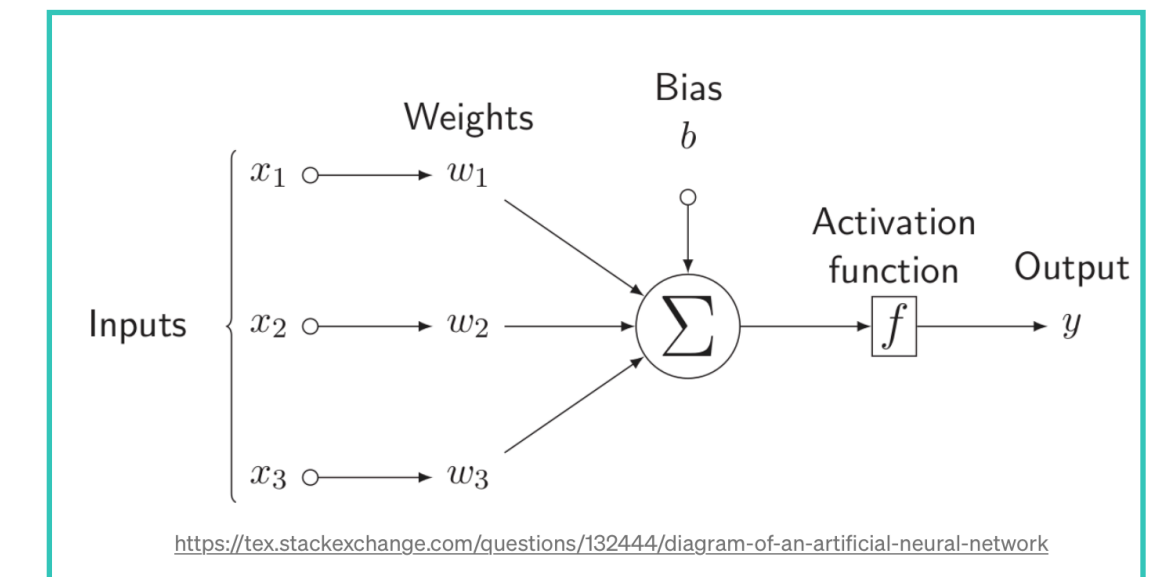 Bias
Weights
b
x1 w1
Activation
function
Output
Inputs
x2 w2
Σ
f
y
x3 w3
https://tex.stackexchange.com/questions/132444/diagram-of-an-artificial-neural-network